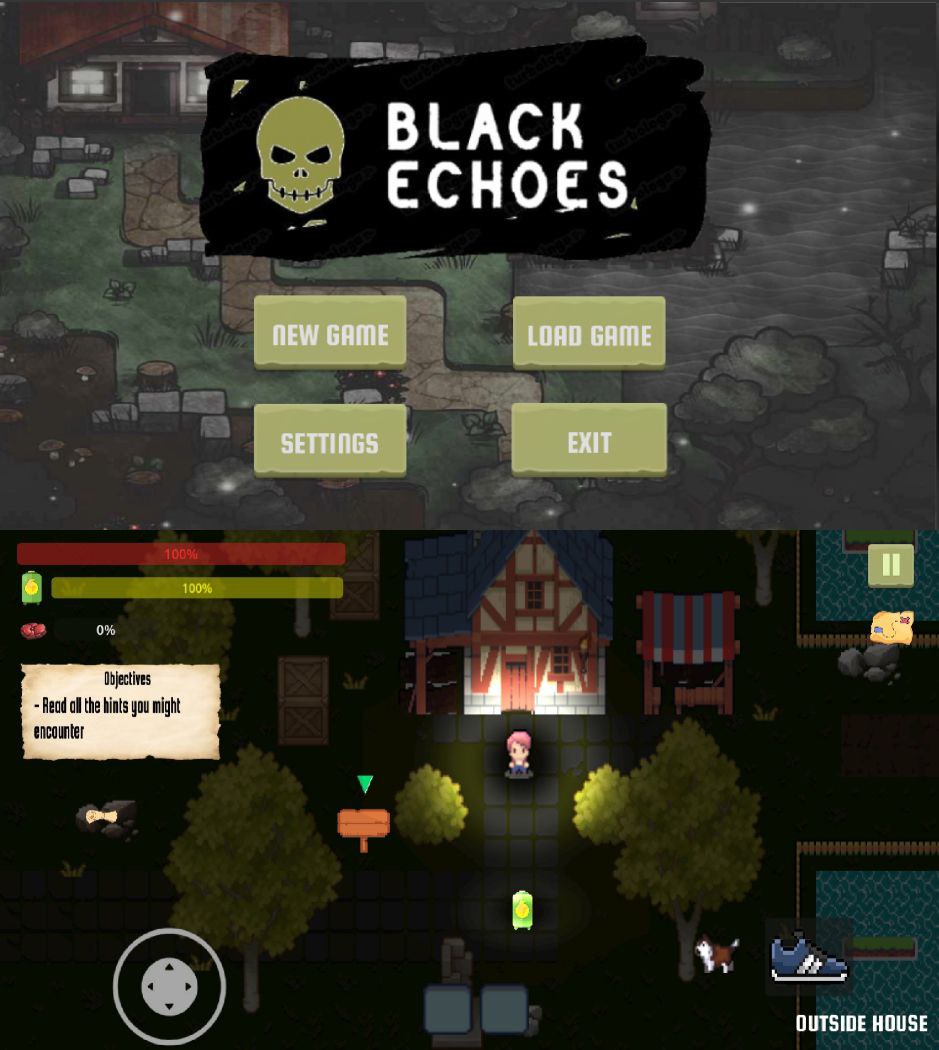 BLACK
ECHOES
NEW GAME
LOAD GAME
SETTINGS
EXIT
100%
100%
0%
Objectives
- Read all the hints you might
encounter
OUTSIDE HOUSE